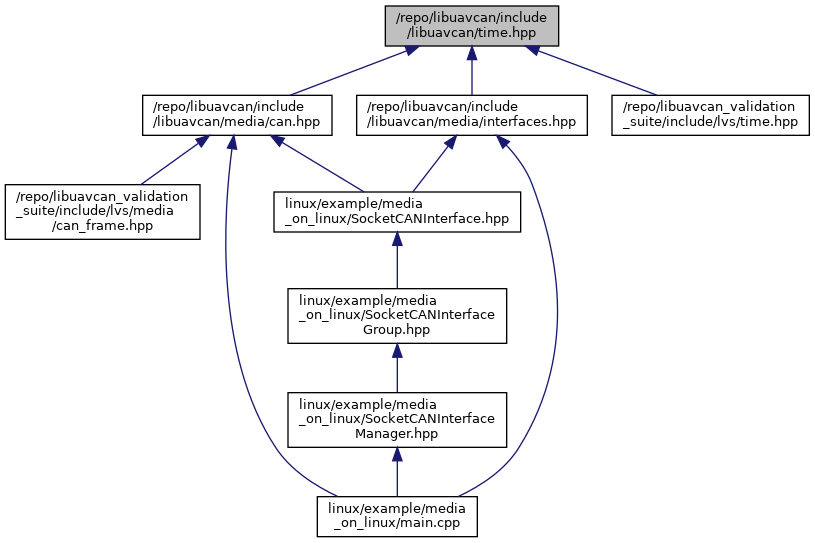 /repo/libuavcan/include
/libuavcan/time.hpp
/repo/libuavcan/include
/libuavcan/media/can.hpp
/repo/libuavcan/include
/libuavcan/media/interfaces.hpp
/repo/libuavcan_validation
_suite/include/lvs/time.hpp
/repo/libuavcan_validation
_suite/include/lvs/media
/can_frame.hpp
linux/example/media
_on_linux/SocketCANInterface.hpp
linux/example/media
_on_linux/SocketCANInterface
Group.hpp
linux/example/media
_on_linux/SocketCANInterface
Manager.hpp
linux/example/media
_on_linux/main.cpp